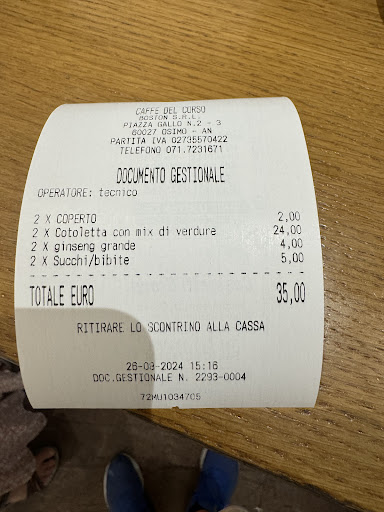 CAFFE DEL CORSO
BOSTON S.R.L.
PIAZZA GALLO N.2 - 3
60027 OSIMO - AN
PARTITA IVA 02735570422
TELEFONO 071.7231671
DOCUMENTO GESTIONALE
OPERATORE: tecnico
2 X COPERTO 2,00
2 X Cotoletta con mix di verdure 24,00
2 X ginseng grande 4,00
2 X Succhi/bibite 5,00
TOTALE EURO 35,00
RITIRARE LO SCONTRINO ALLA CASSA
26-08-2024 15:16
DOC.GESTIONALE N. 2293-0004
72MU1034705